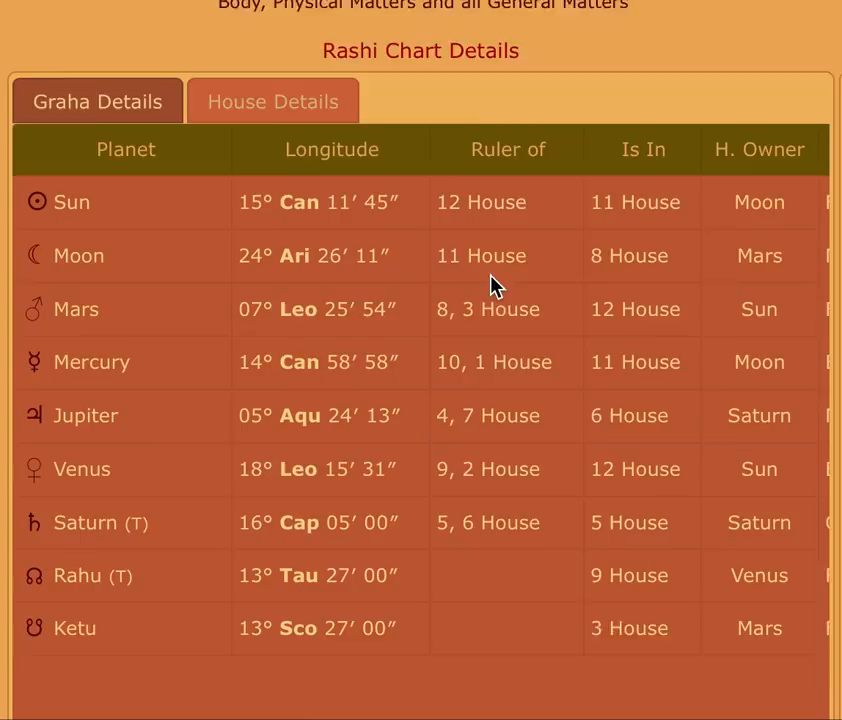 Body, Physical Matters and all General Matters
Rashi Chart Details
Graha Details House Details
Planet Longitude Ruler of Is In H. Owner
☉ Sun 15° Can 11′ 45″ 12 House 11 House Moon
☾ Moon 24° Ari 26′ 11″ 11 House 8 House Mars
♂ Mars 07° Leo 25′ 54″ 8, 3 House 12 House Sun
☿ Mercury 14° Can 58′ 58″ 10, 1 House 11 House Moon
♃ Jupiter 05° Aqu 24′ 13″ 4, 7 House 6 House Saturn
♀ Venus 18° Leo 15′ 31″ 9, 2 House 12 House Sun
♄ Saturn (T) 16° Cap 05′ 00″ 5, 6 House 5 House Saturn
☊ Rahu (T) 13° Tau 27′ 00″ 9 House Venus
☋ Ketu 13° Sco 27′ 00″ 3 House Mars